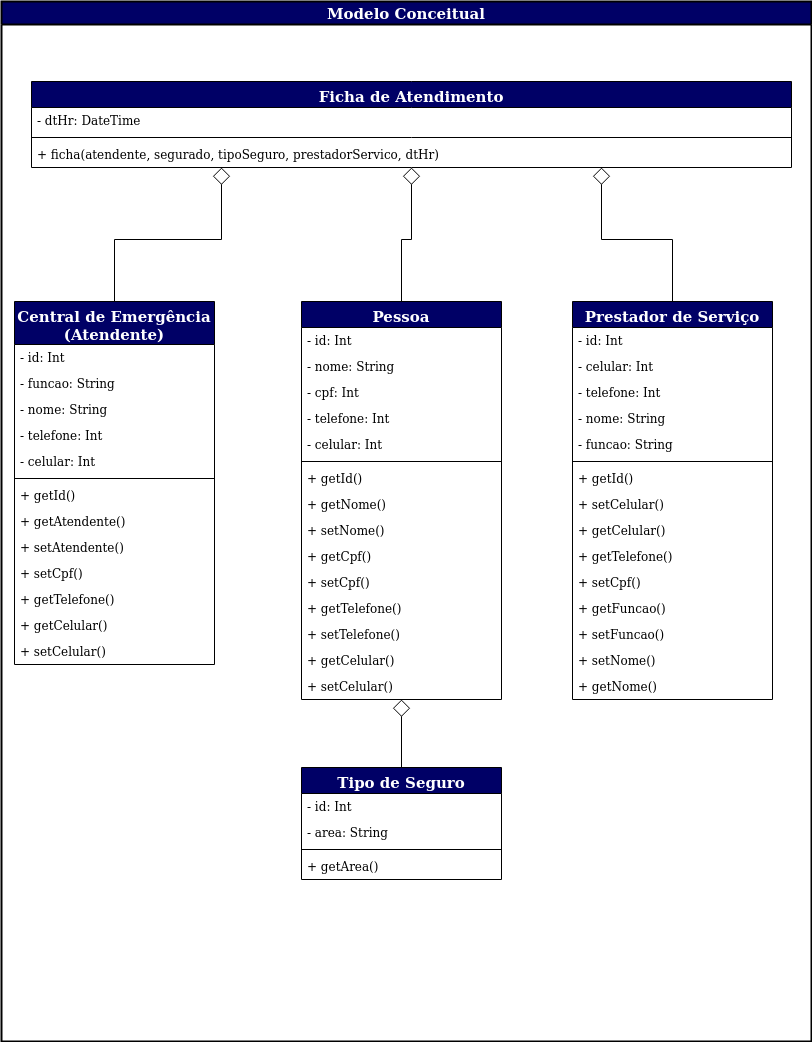 Modelo Conceitual
Ficha de Atendimento
- dtHr: DateTime
+ ficha(atendente, segurado, tipoSeguro, prestadorServico, dtHr)
Central de Emergência
(Atendente)
- id: Int
- funcao: String
- nome: String
- telefone: Int
- celular: Int
+ getId()
+ getAtendente()
+ setAtendente()
+ setCpf()
+ getTelefone()
+ getCelular()
+ setCelular()
Pessoa
- id: Int
- nome: String
- cpf: Int
- telefone: Int
- celular: Int
+ getId()
+ getNome()
+ setNome()
+ getCpf()
+ setCpf()
+ getTelefone()
+ setTelefone()
+ getCelular()
+ setCelular()
Prestador de Serviço
- id: Int
- celular: Int
- telefone: Int
- nome: String
- funcao: String
+ getId()
+ setCelular()
+ getCelular()
+ getTelefone()
+ setCpf()
+ getFuncao()
+ setFuncao()
+ setNome()
+ getNome()
Tipo de Seguro
- id: Int
- area: String
+ getArea()